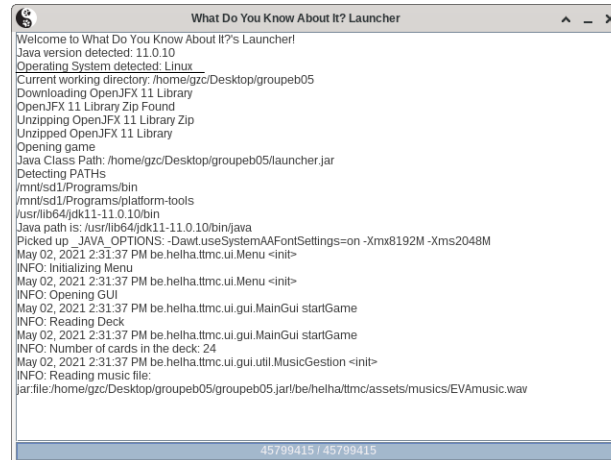 What Do You Know About It? Launcher
Welcome to What Do You Know About It?'s Launcher!
Java version detected: 11.0.10
Operating System detected: Linux
Current working directory: /home/gzc/Desktop/groupeb05
Downloading OpenJFX 11 Library
OpenJFX 11 Library Zip Found
Unzipping OpenJFX 11 Library Zip
Unzipped OpenJFX 11 Library
Opening game
Java Class Path: /home/gzc/Desktop/groupeb05/launcher.jar
Detecting PATHs
/mnt/sd1/Programs/bin
/mnt/sd1/Programs/platform-tools
/usr/lib64/jdk11-11.0.10/bin
Java path is: /usr/lib64/jdk11-11.0.10/bin/java
Picked up _JAVA_OPTIONS: -Dawt.useSystemAAFontSettings=on -Xmx8192M -Xms2048M
May 02, 2021 2:31:37 PM be.helha.ttmc.ui.Menu <init>
INFO: Initializing Menu
May 02, 2021 2:31:37 PM be.helha.ttmc.ui.Menu <init>
INFO: Opening GUI
May 02, 2021 2:31:37 PM be.helha.ttmc.ui.gui.MainGui startGame
INFO: Reading Deck
May 02, 2021 2:31:37 PM be.helha.ttmc.ui.gui.MainGui startGame
INFO: Number of cards in the deck: 24
May 02, 2021 2:31:37 PM be.helha.ttmc.ui.gui.util.MusicGestion <init>
INFO: Reading music file:
jar:file:/home/gzc/Desktop/groupeb05/groupeb05.jar!/be/helha/ttmc/assets/musics/EVAmusic.wav
45799415 / 45799415